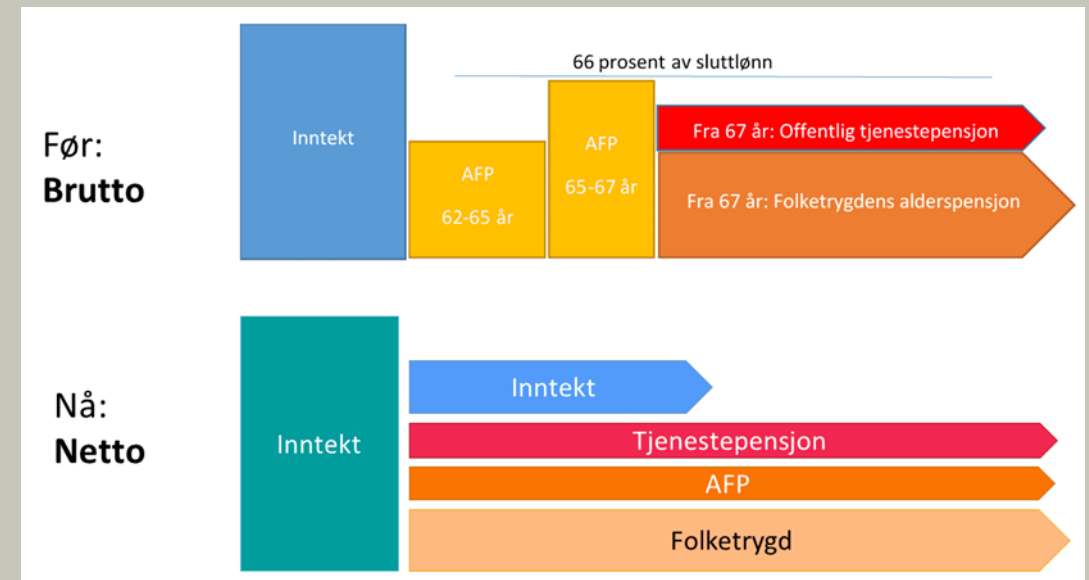 66 prosent av sluttlønn
Før:
Brutto
Inntekt
AFP
62-65 år
AFP
65-67 år
Fra 67 år: Offentlig tjenestepensjon
Fra 67 år: Folketrygdens alderspensjon
Nå:
Netto
Inntekt
Inntekt
Tjenestepensjon
AFP
Folketrygd